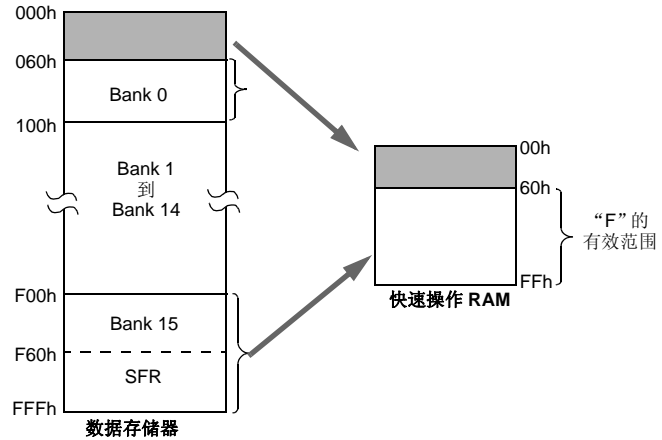 000h
060h
Bank 0
100h
Bank 1
到
Bank 14
F00h
Bank 15
F60h
SFR
FFFh
数据存储器
00h
60h
“F”的
有效范围
FFh
快速操作 RAM